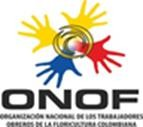 ONOF
ORGANIZACIÓN NACIONAL DE LOS TRABAJADORES
OBREROS DE LA FLORICULTURA COLOMBIANA